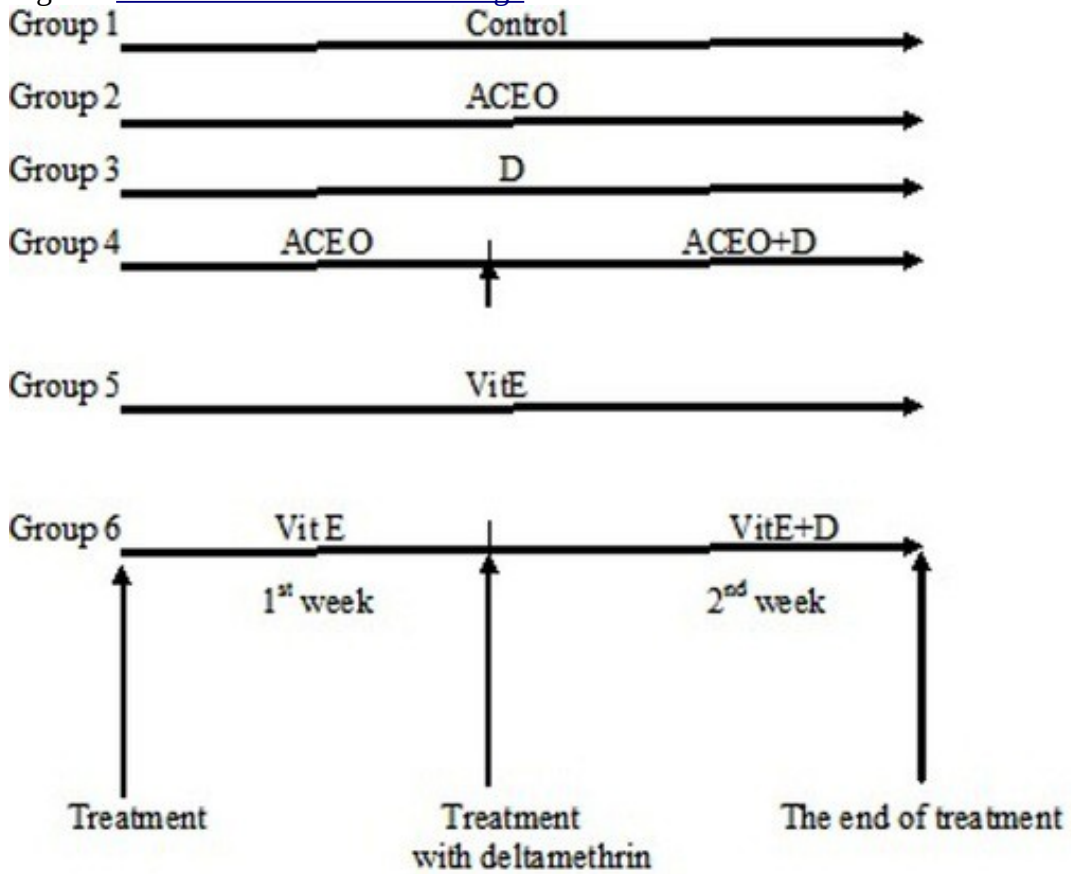 Group 1 Control
Group 2 ACEO
Group 3 D
Group 4 ACEO ACEO+D
Group 5 VitE
Group 6 Vit E VitE+D
1st week 2nd week
Treatment Treatment The end of treatment
with deltamethrin